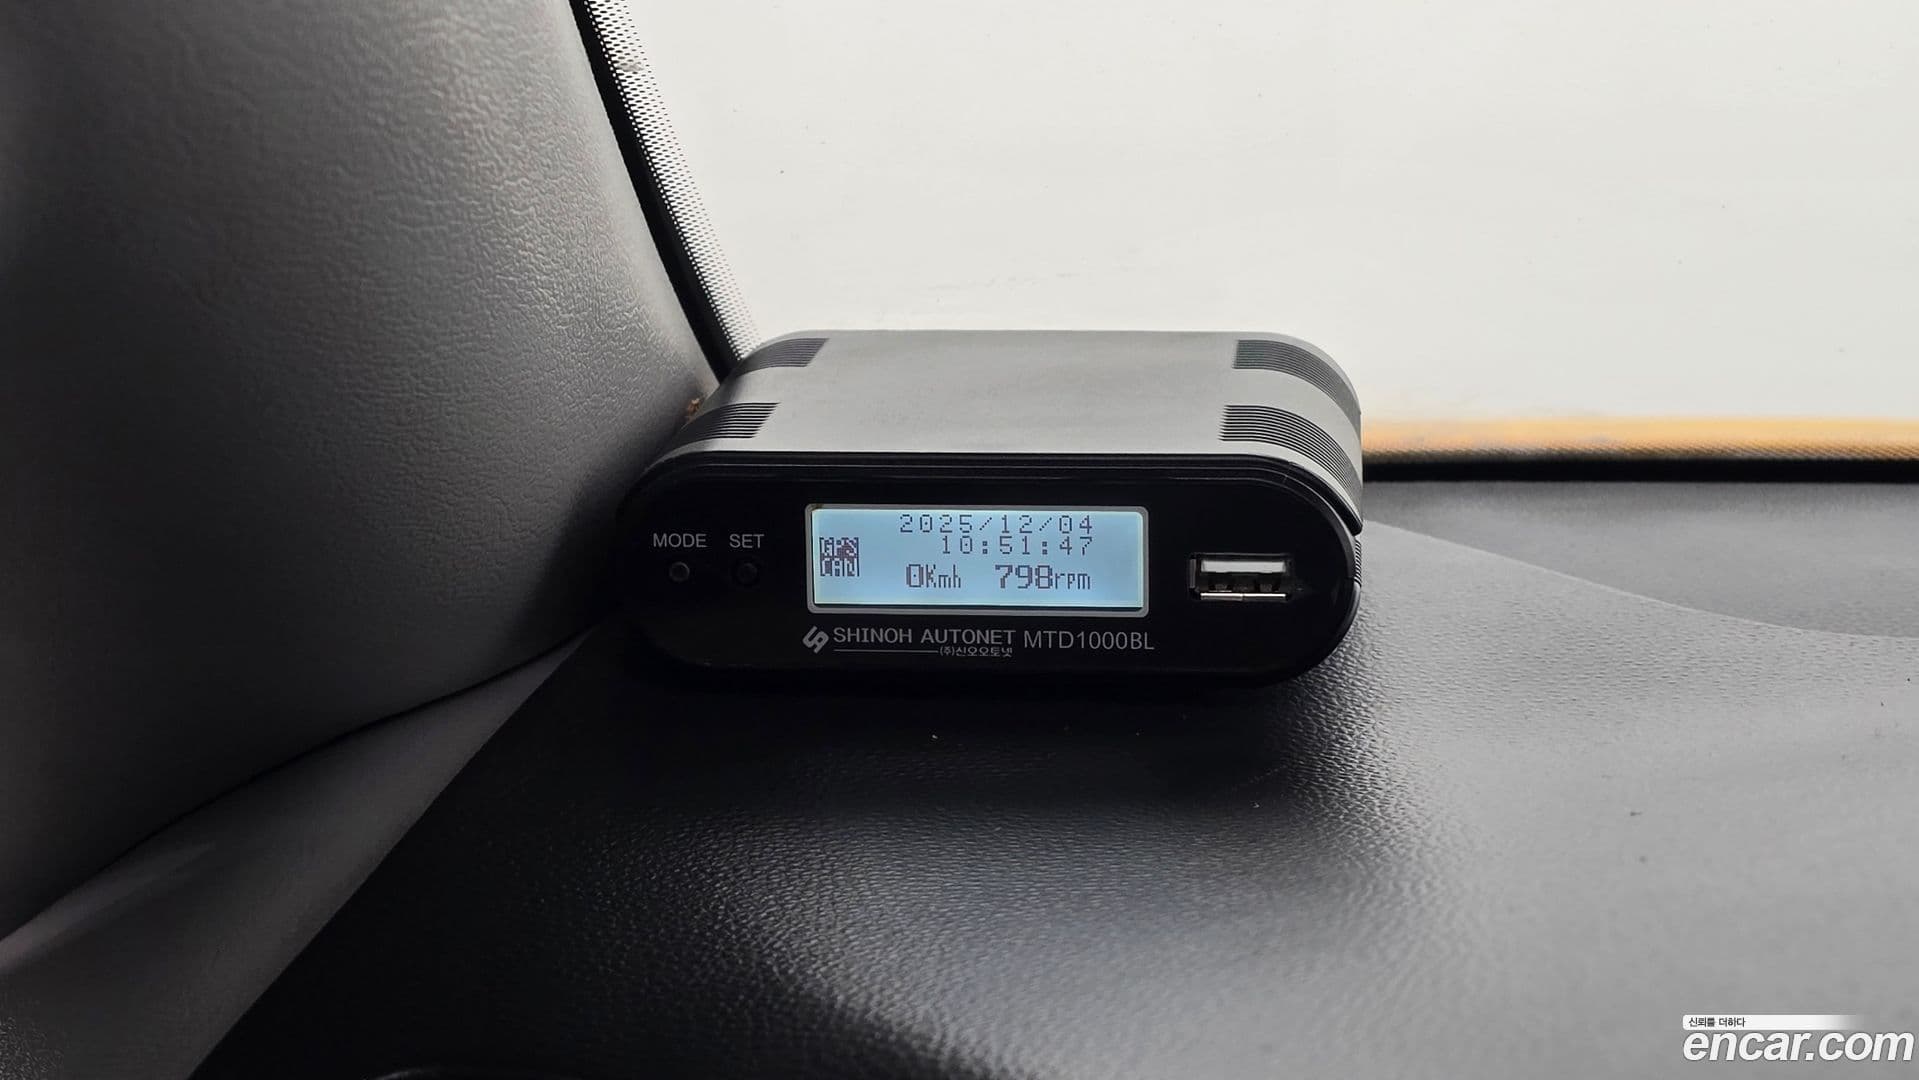 MODE SET
2025/12/04
10:51:47
GPS
CAN
0Kmh 798rpm
SHINOH AUTONET MTD1000BL
(주)신오오토넷
신뢰를 더하다
encar.com